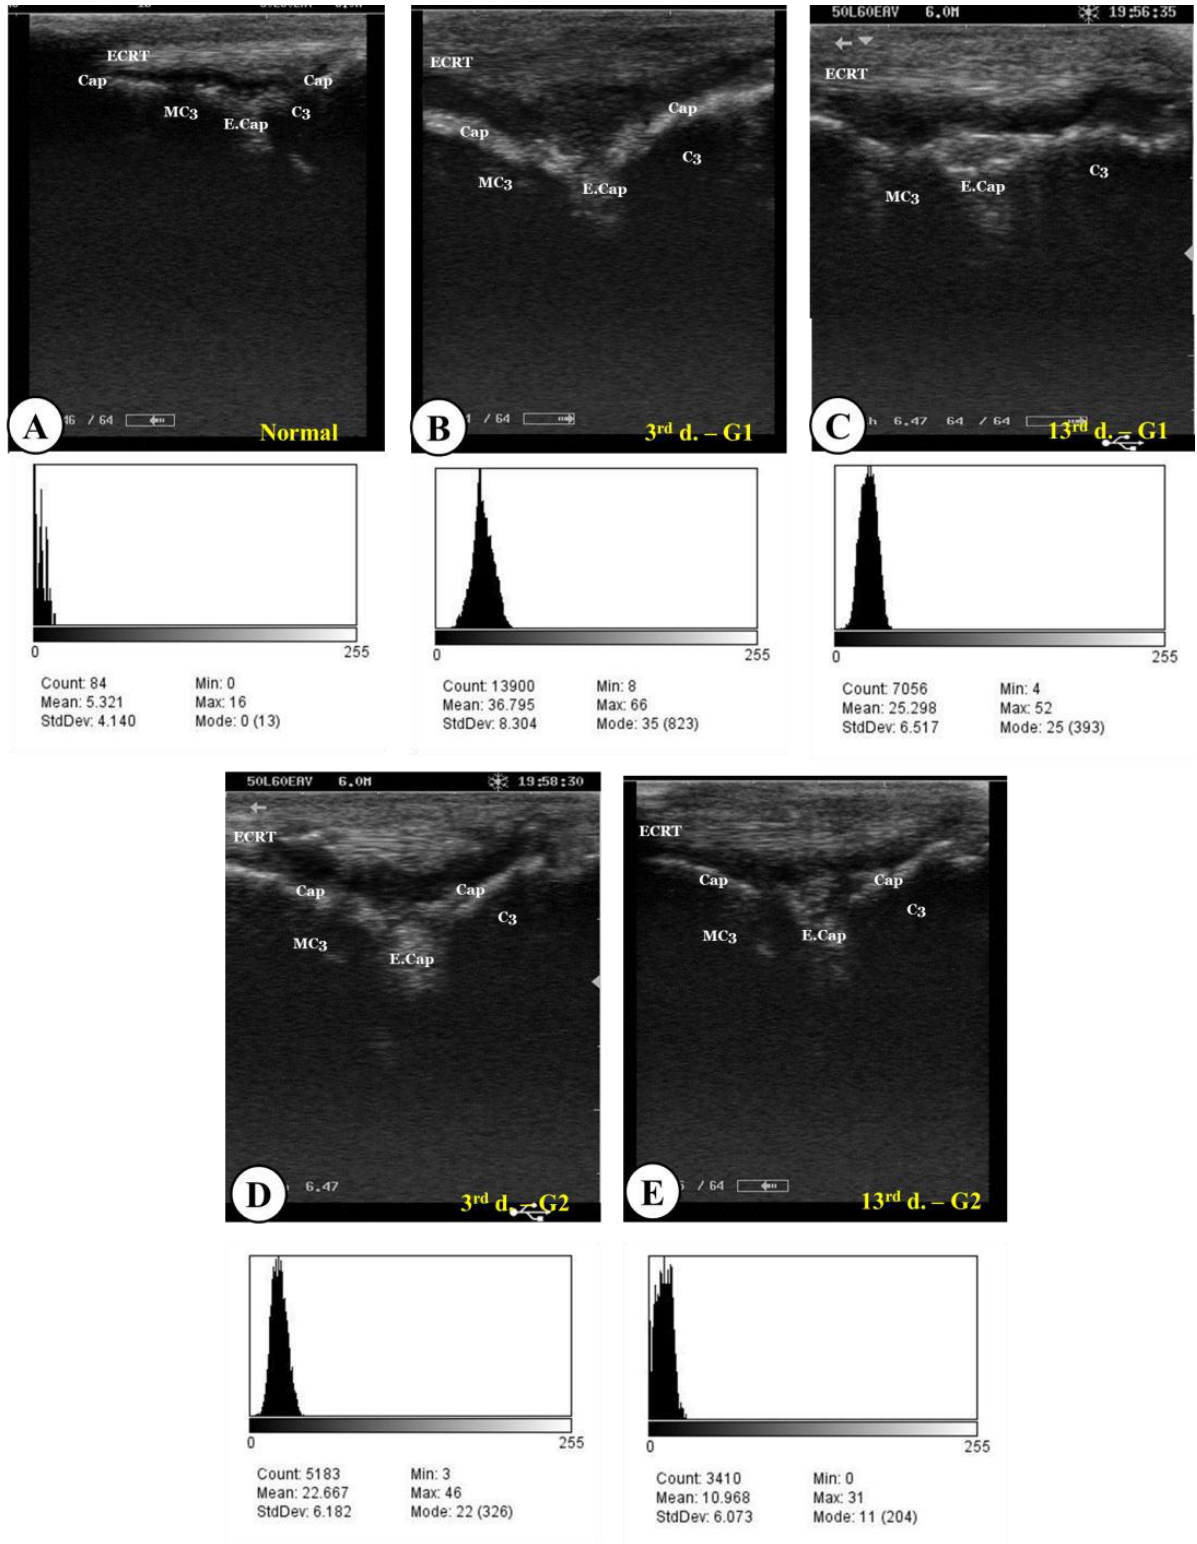 ECRT
Cap
Cap
MC3
C3
E.Cap
46 / 64
A
Normal
ECRT
Cap
Cap
C3
MC3
E.Cap
/ 64
B
3rd d. – G1
50L60EAV 6.0M 19:56:35
ECRT
C3
E.Cap
MC3
h 6.47 64 / 64
C
13rd d. – G1
0 255
Count: 84 Min: 0
Mean: 5.321 Max: 16
StdDev: 4.140 Mode: 0 (13)
0 255
Count: 13900 Min: 8
Mean: 36.795 Max: 66
StdDev: 8.304 Mode: 35 (823)
0 255
Count: 7056 Min: 4
Mean: 25.298 Max: 52
StdDev: 6.517 Mode: 25 (393)
50L60EAV 6.0M 19:58:30
ECRT
Cap
Cap
C3
MC3
E.Cap
6.47
D
3rd d. – G2
ECRT
Cap
Cap
C3
MC3
E.Cap
/ 64
E
13rd d. – G2
0 255
Count: 5183 Min: 3
Mean: 22.667 Max: 46
StdDev: 6.182 Mode: 22 (326)
0 255
Count: 3410 Min: 0
Mean: 10.968 Max: 31
StdDev: 6.073 Mode: 11 (204)